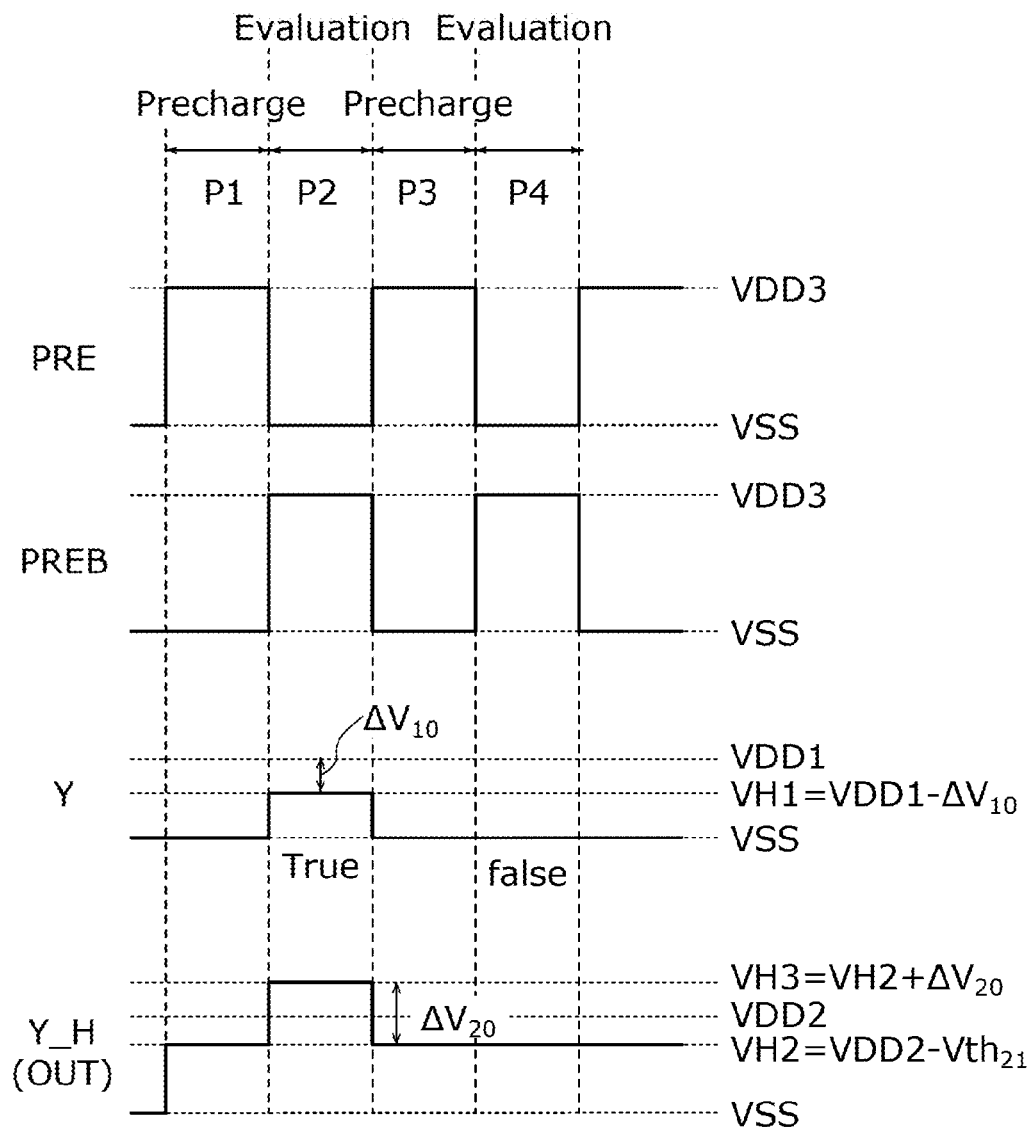 Evaluation Evaluation
Precharge Precharge
P1 P2 P3 P4
PRE
VDD3
VSS
PREB
VDD3
VSS
Y
ΔV₁₀
VDD1
VH1=VDD1-ΔV₁₀
VSS
True false
Y_H
(OUT)
ΔV₂₀
VH3=VH2+ΔV₂₀
VDD2
VH2=VDD2-Vth₂₁
VSS